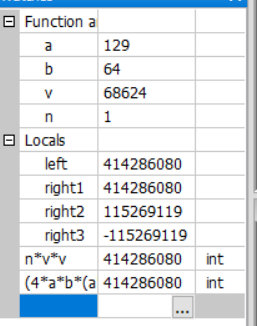 Function a
a 129
b 64
v 68624
n 1
Locals
left 414286080
right1 414286080
right2 115269119
right3 -115269119
n*v*v 414286080 int
(4*a*b*(a 414286080 int
...